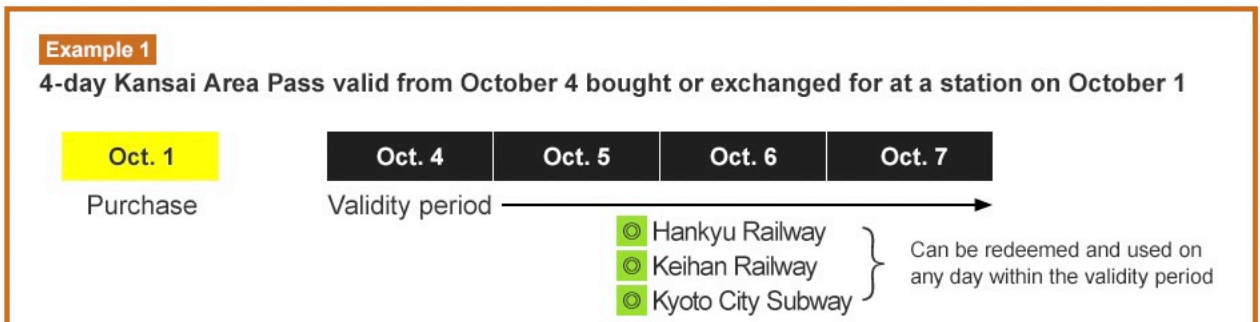 Example 1
4-day Kansai Area Pass valid from October 4 bought or exchanged for at a station on October 1
Oct. 1
Oct. 4
Oct. 5
Oct. 6
Oct. 7
Purchase
Validity period
◎ Hankyu Railway
◎ Keihan Railway
◎ Kyoto City Subway
Can be redeemed and used on
any day within the validity period